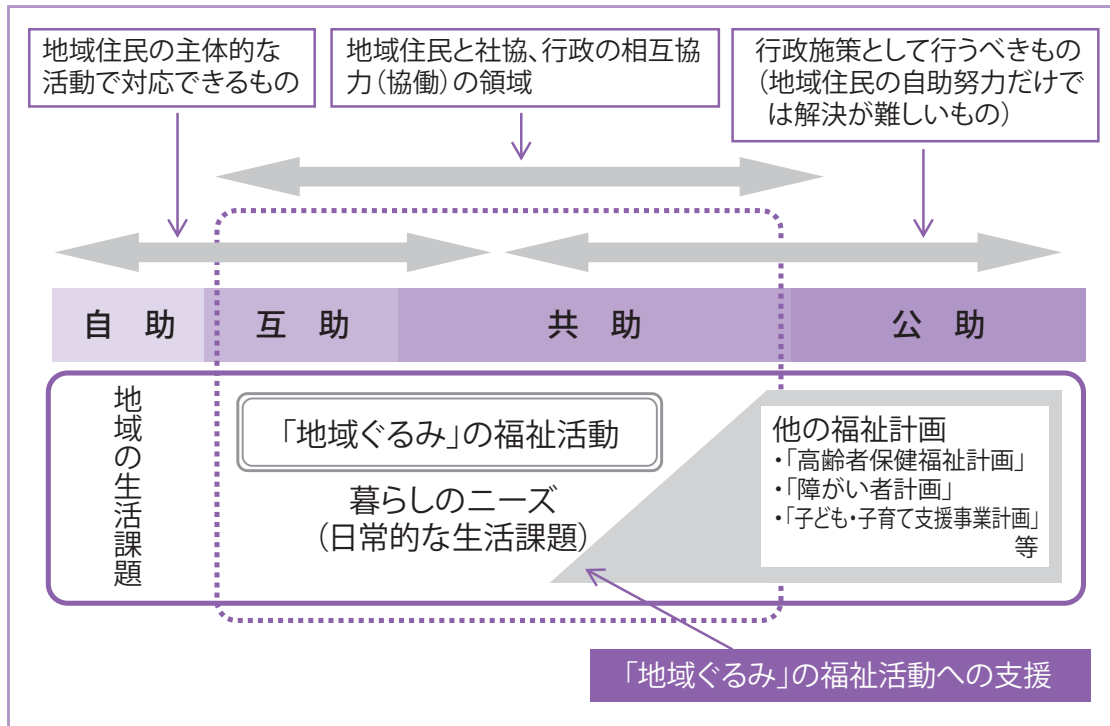 地域住民の主体的な
活動で対応できるもの
地域住民と社協、行政の相互協
力（協働）の領域
行政施策として行うべきもの
（地域住民の自助努力だけで
は解決が難しいもの）
自　助
互　助
共　助
公　助
地域の生活課題
「地域ぐるみ」の福祉活動
暮らしのニーズ
（日常的な生活課題）
他の福祉計画
・「高齢者保健福祉計画」
・「障がい者計画」
・「子ども・子育て支援事業計画」
等
「地域ぐるみ」の福祉活動への支援